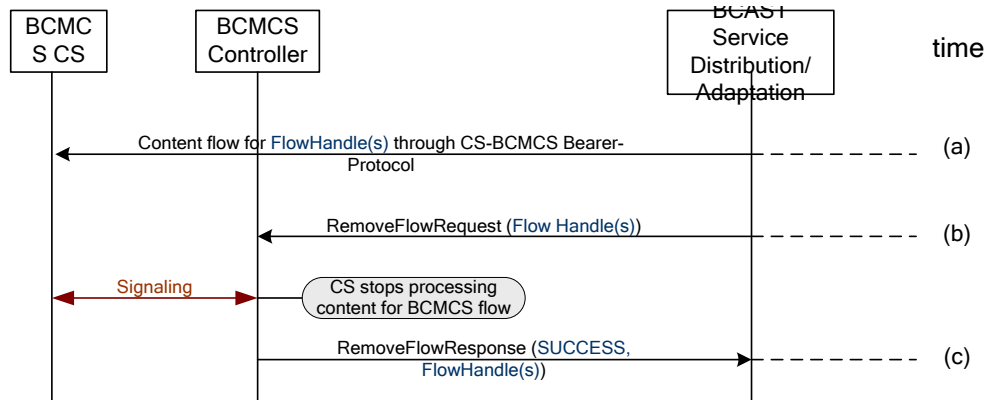 BCMC
S CS
BCMCS
Controller
BCAST
Service
Distribution/
Adaptation
time
Content flow for FlowHandle(s) through CS-BCMCS Bearer-
Protocol
(a)
RemoveFlowRequest (Flow Handle(s))
(b)
Signaling
CS stops processing
content for BCMCS flow
RemoveFlowResponse (SUCCESS,
FlowHandle(s))
(c)